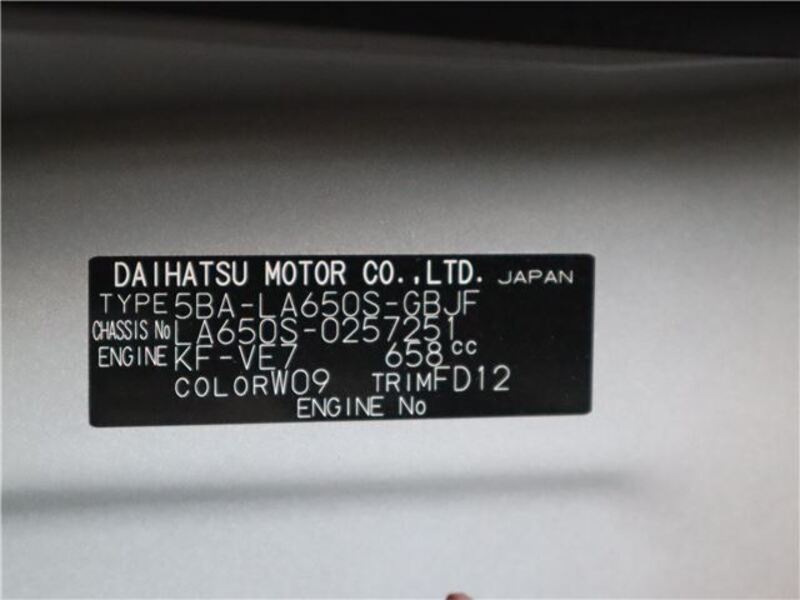 DAIHATSU MOTOR CO.,LTD. JAPAN
TYPE 5BA-LA650S-GBJF
CHASSIS No LA650S-0257251
ENGINE KF-VE7 658cc
COLOR W09 TRIM FD12
ENGINE No